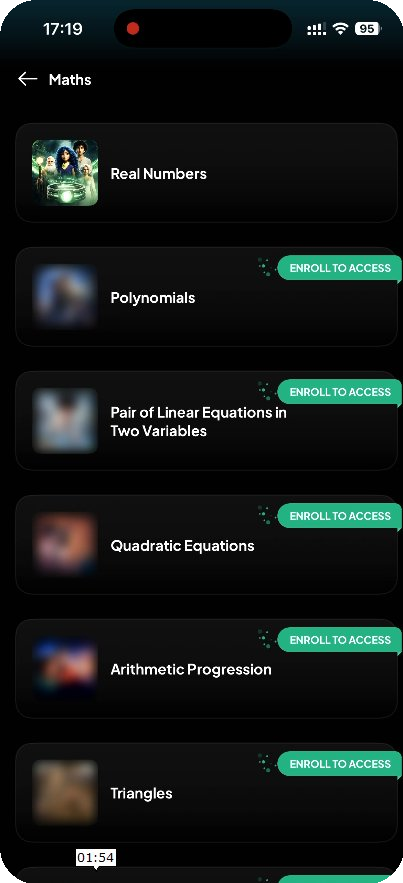 17:19
95
Maths
Real Numbers
ENROLL TO ACCESS
Polynomials
ENROLL TO ACCESS
Pair of Linear Equations in
Two Variables
ENROLL TO ACCESS
Quadratic Equations
ENROLL TO ACCESS
Arithmetic Progression
ENROLL TO ACCESS
Triangles
01:54